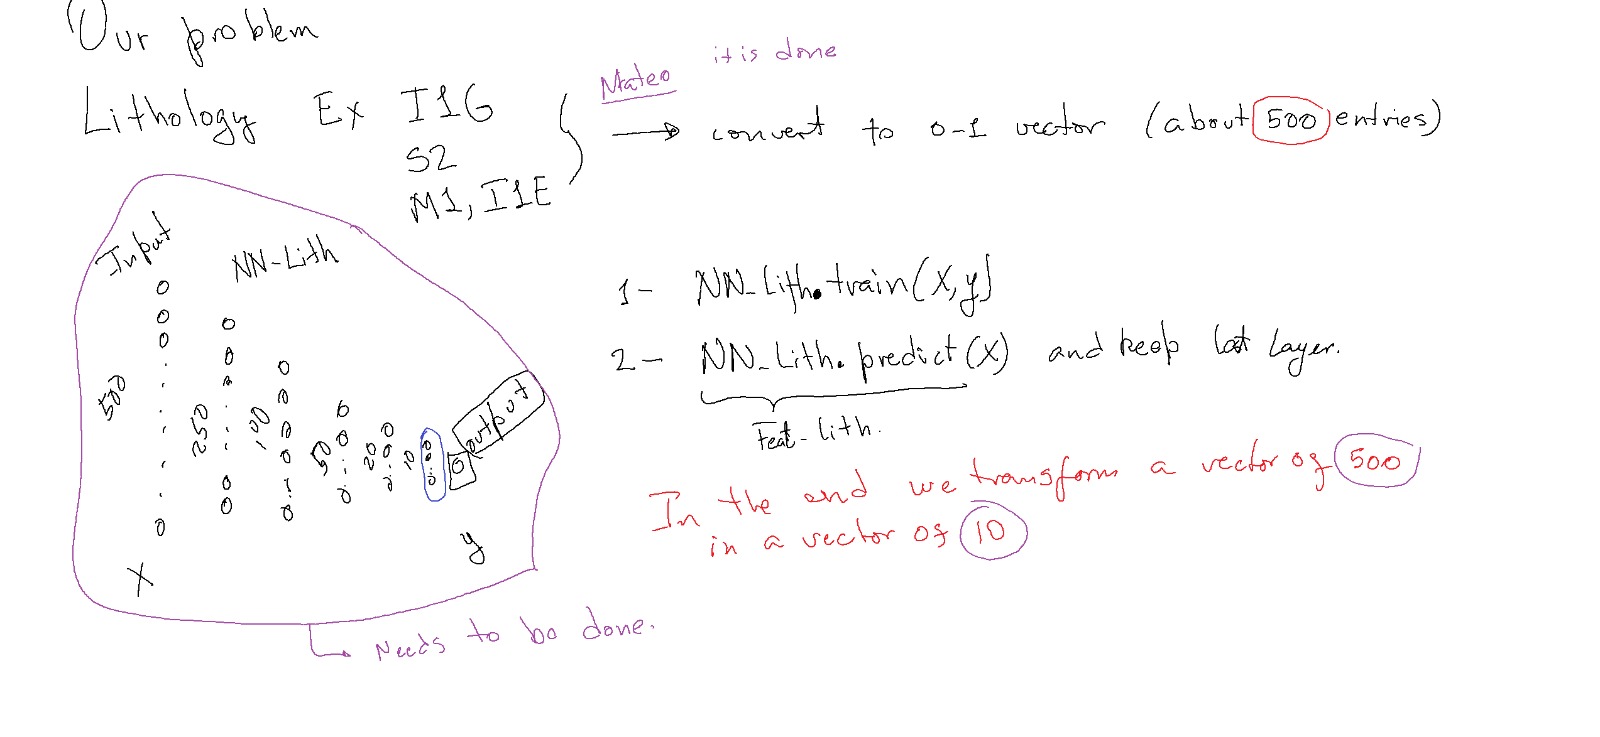 Our problem
it is done
Mateo
Lithology Ex I1G
S2
M1, I1E
→ convert to 0-1 vector (about 500 entries)
Input
NN-Lith
500
250
100
50
20
10
output
X
y
Needs to be done.
1- NN_Lith.train(X,y)
2- NN_Lith.predict(X) and keep last layer.
Feat-Lith.
In the end we transform a vector of 500
in a vector of 10